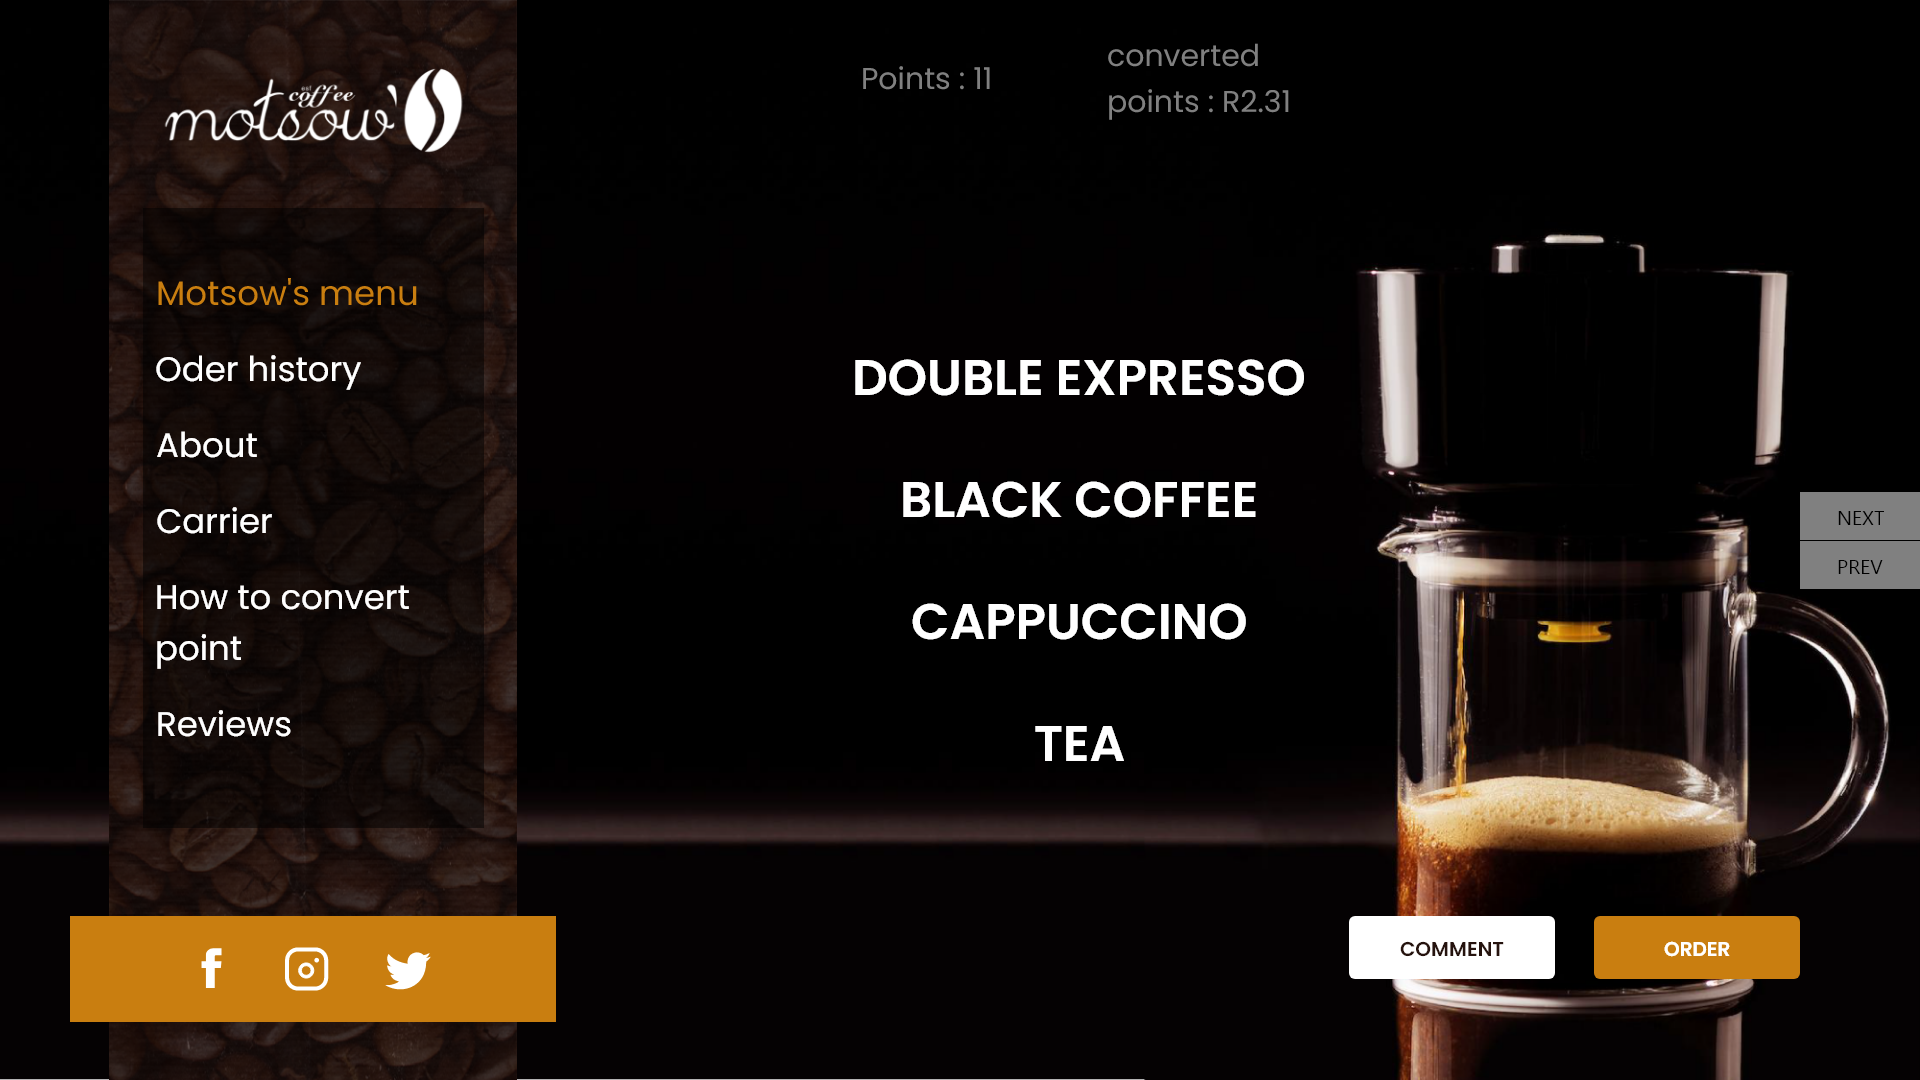 coffee
motsow'
Points : 11
converted
points : R2.31
Motsow's menu
Oder history
About
Carrier
How to convert
point
Reviews
DOUBLE EXPRESSO
BLACK COFFEE
CAPPUCCINO
TEA
NEXT
PREV
COMMENT
ORDER